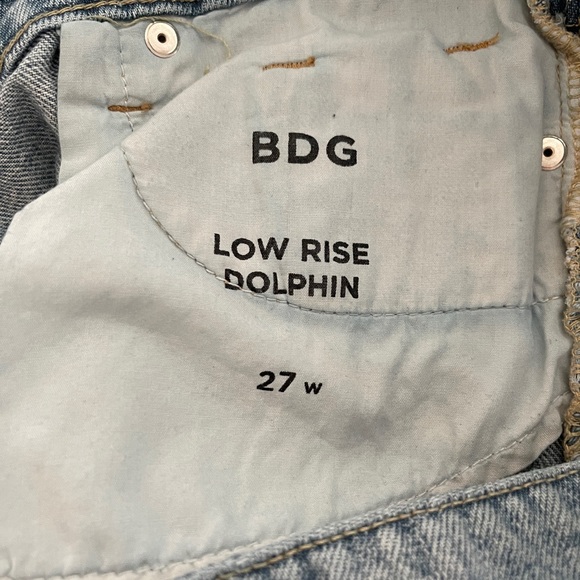 BDG
LOW RISE
DOLPHIN
27 W